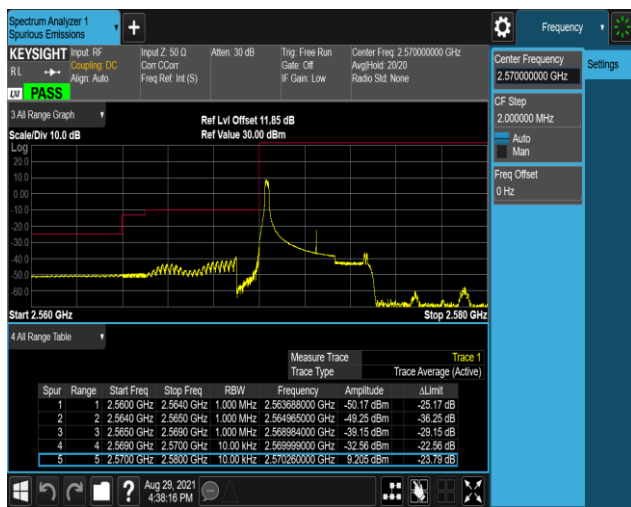 Spectrum Analyzer 1
Spurious Emissions
Frequency
KEYSIGHT
Input: RF
Input Z: 50 Ω
Atten: 30 dB
Trig: Free Run
Center Freq: 2.570000000 GHz
RL
Coupling: DC
Corr CCorr
Gate: Off
Avg|Hold: 20/20
Align: Auto
Freq Ref: Int (S)
IF Gain: Low
Radio Std: None
LXI
PASS
Center Frequency
2.570000000 GHz
Settings
CF Step
2.000000 MHz
Auto
Man
Freq Offset
0 Hz
3 All Range Graph
Ref Lvl Offset 11.85 dB
Scale/Div 10.0 dB
Ref Value 30.00 dBm
Log
20.0
10.0
0.00
-10.0
-20.0
-30.0
-40.0
-50.0
-60.0
Start 2.560 GHz
Stop 2.580 GHz
4 All Range Table
Measure Trace
Trace 1
Trace Type
Trace Average (Active)
Spur Range Start Freq Stop Freq RBW Frequency Amplitude ΔLimit
1 1 2.5600 GHz 2.5640 GHz 1.000 MHz 2.563688000 GHz -50.17 dBm -25.17 dB
2 2 2.5640 GHz 2.5650 GHz 1.000 MHz 2.564965000 GHz -49.25 dBm -36.25 dB
3 3 2.5650 GHz 2.5690 GHz 1.000 MHz 2.568984000 GHz -39.15 dBm -29.15 dB
4 4 2.5690 GHz 2.5700 GHz 10.00 kHz 2.569999000 GHz -32.56 dBm -22.56 dB
5 5 2.5700 GHz 2.5800 GHz 10.00 kHz 2.570260000 GHz 9.205 dBm -23.79 dB
Aug 29, 2021
4:38:16 PM